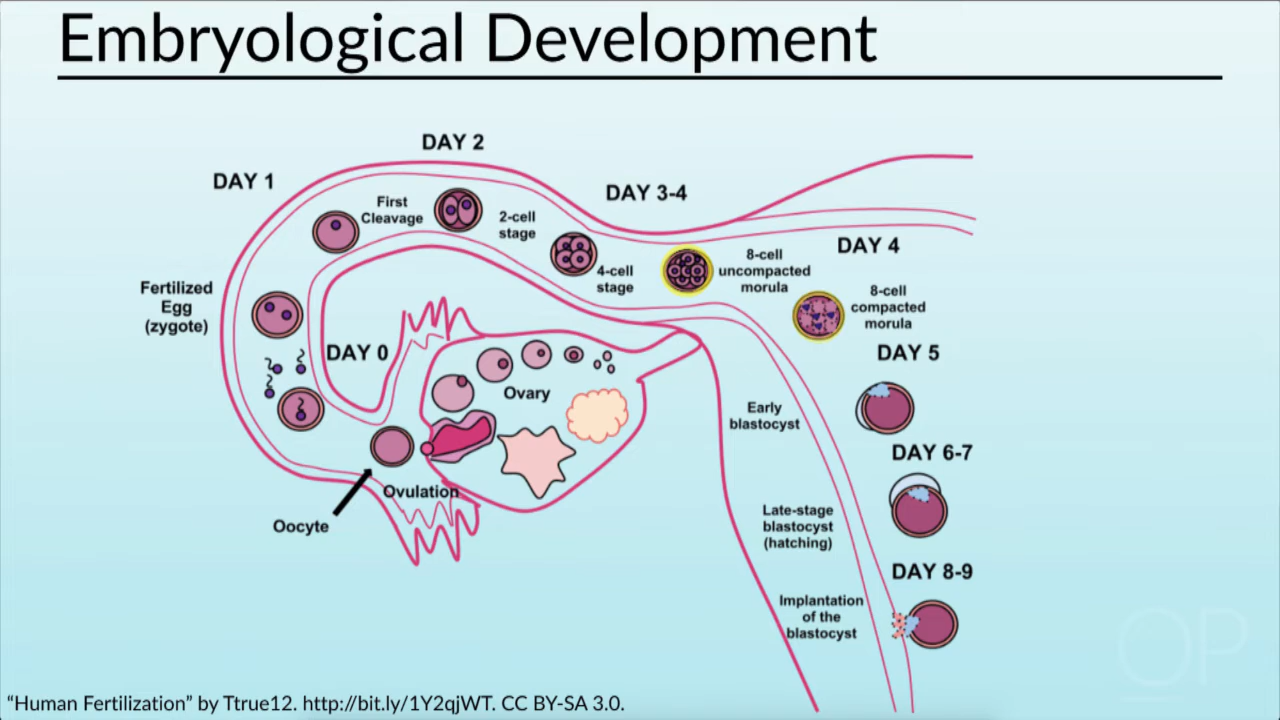 Embryological Development
DAY 2
DAY 1
DAY 3-4
First
Cleavage
2-cell
stage
4-cell
stage
8-cell
uncompacted
morula
DAY 4
8-cell
compacted
morula
Fertilized
Egg
(zygote)
DAY 0
DAY 5
Ovary
Early
blastocyst
DAY 6-7
Ovulation
Oocyte
Late-stage
blastocyst
(hatching)
DAY 8-9
Implantation
of the
blastocyst
OP
“Human Fertilization” by Ttrue12. http://bit.ly/1Y2qjWT. CC BY-SA 3.0.